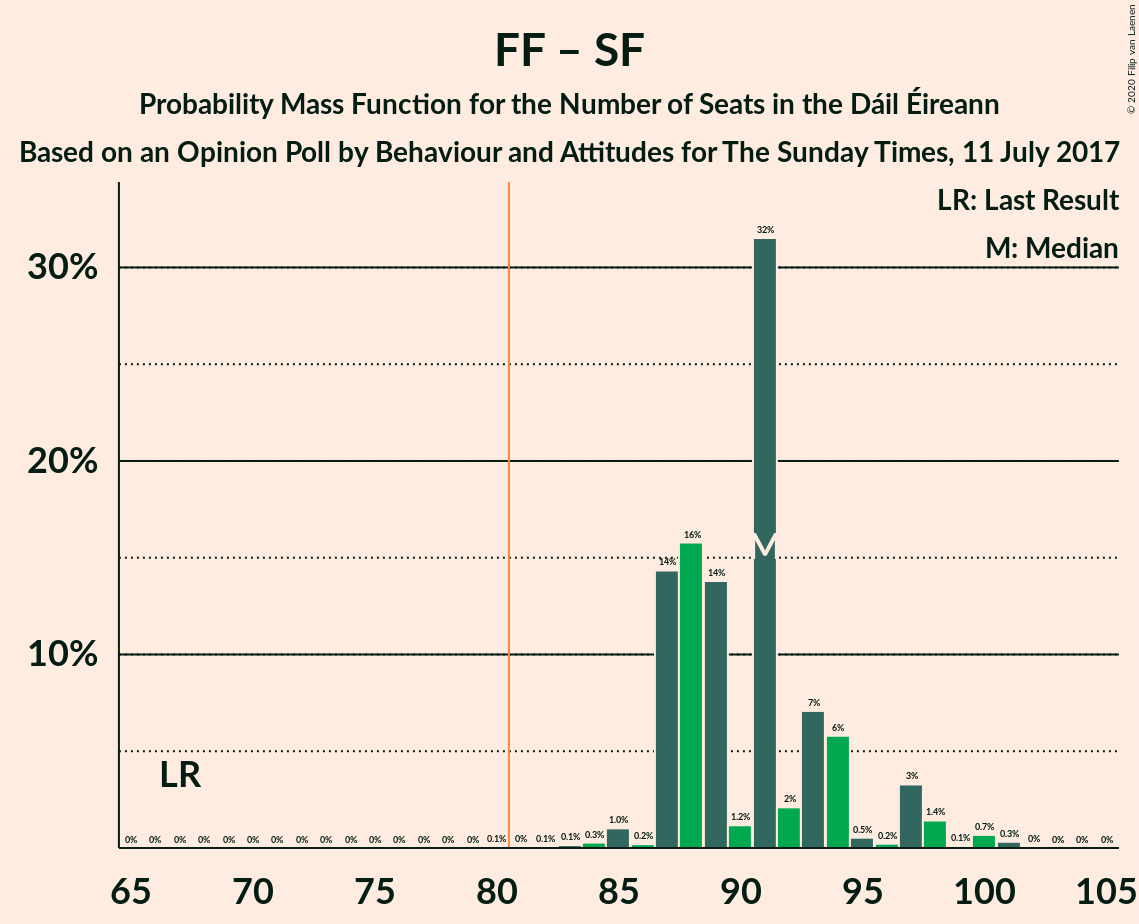 © 2020 Filip van Laenen
FF – SF
Probability Mass Function for the Number of Seats in the Dáil Éireann
Based on an Opinion Poll by Behaviour and Attitudes for The Sunday Times, 11 July 2017
LR: Last Result
M: Median
30%
20%
10%
LR
M
0% 0% 0% 0% 0% 0% 0% 0% 0% 0% 0% 0% 0% 0% 0% 0.1% 0% 0.1% 0.1% 0.3% 1.0% 0.2% 14% 16% 14% 1.2% 32% 2% 7% 6% 0.5% 0.2% 3% 1.4% 0.1% 0.7% 0.3% 0% 0% 0% 0%
65 70 75 80 85 90 95 100 105